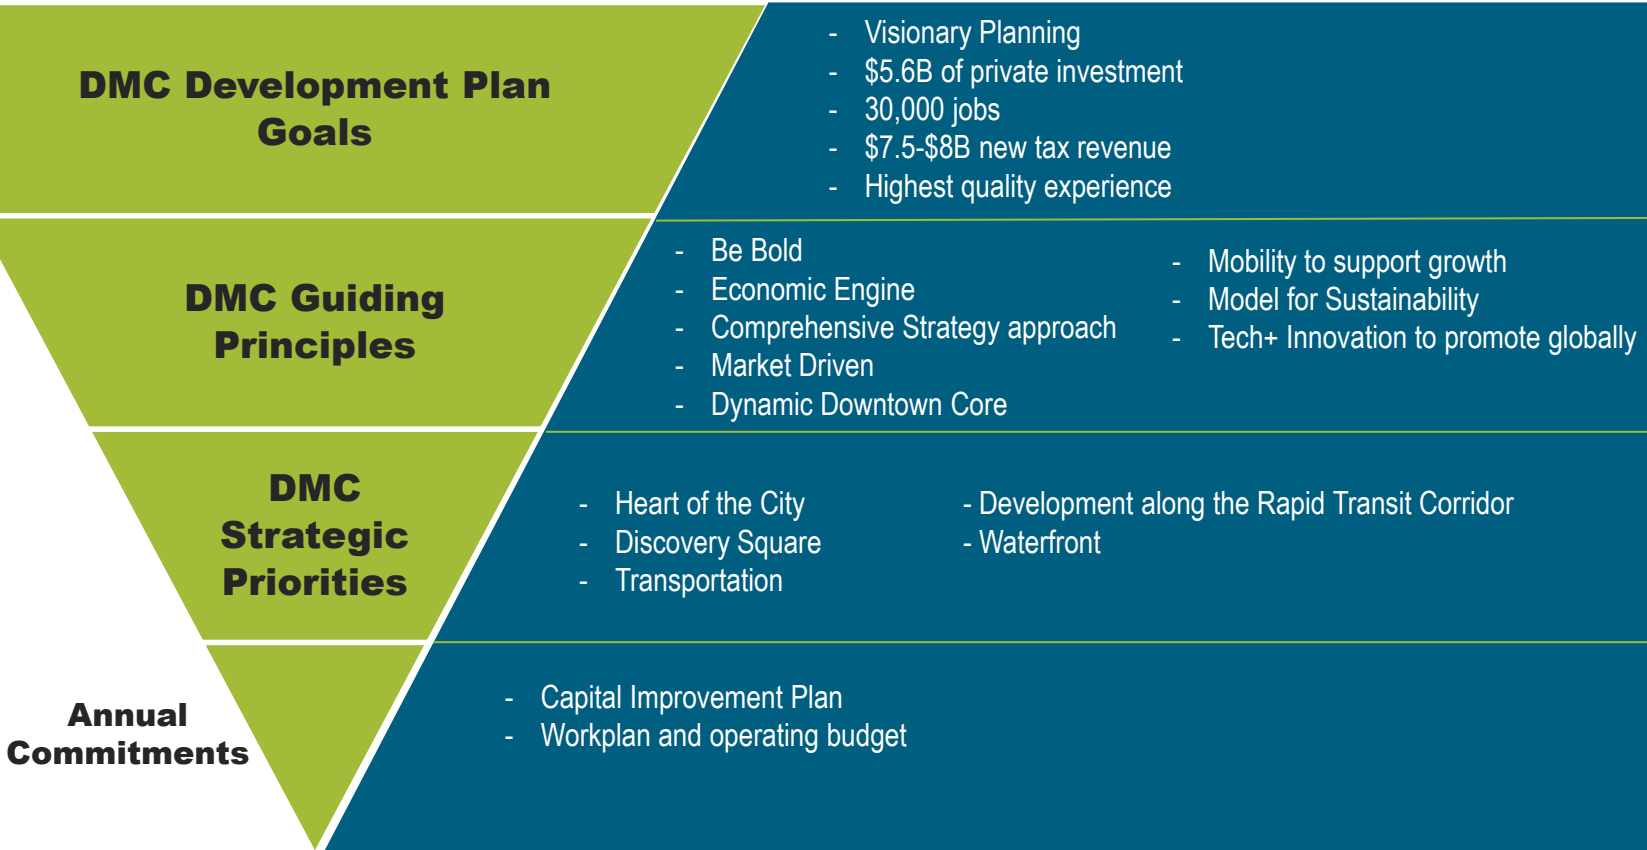 DMC Development Plan
Goals
- Visionary Planning
- $5.6B of private investment
- 30,000 jobs
- $7.5-$8B new tax revenue
- Highest quality experience
DMC Guiding
Principles
- Be Bold
- Economic Engine
- Comprehensive Strategy approach
- Market Driven
- Dynamic Downtown Core
- Mobility to support growth
- Model for Sustainability
- Tech+ Innovation to promote globally
DMC
Strategic
Priorities
- Heart of the City
- Discovery Square
- Transportation
- Development along the Rapid Transit Corridor
- Waterfront
Annual
Commitments
- Capital Improvement Plan
- Workplan and operating budget